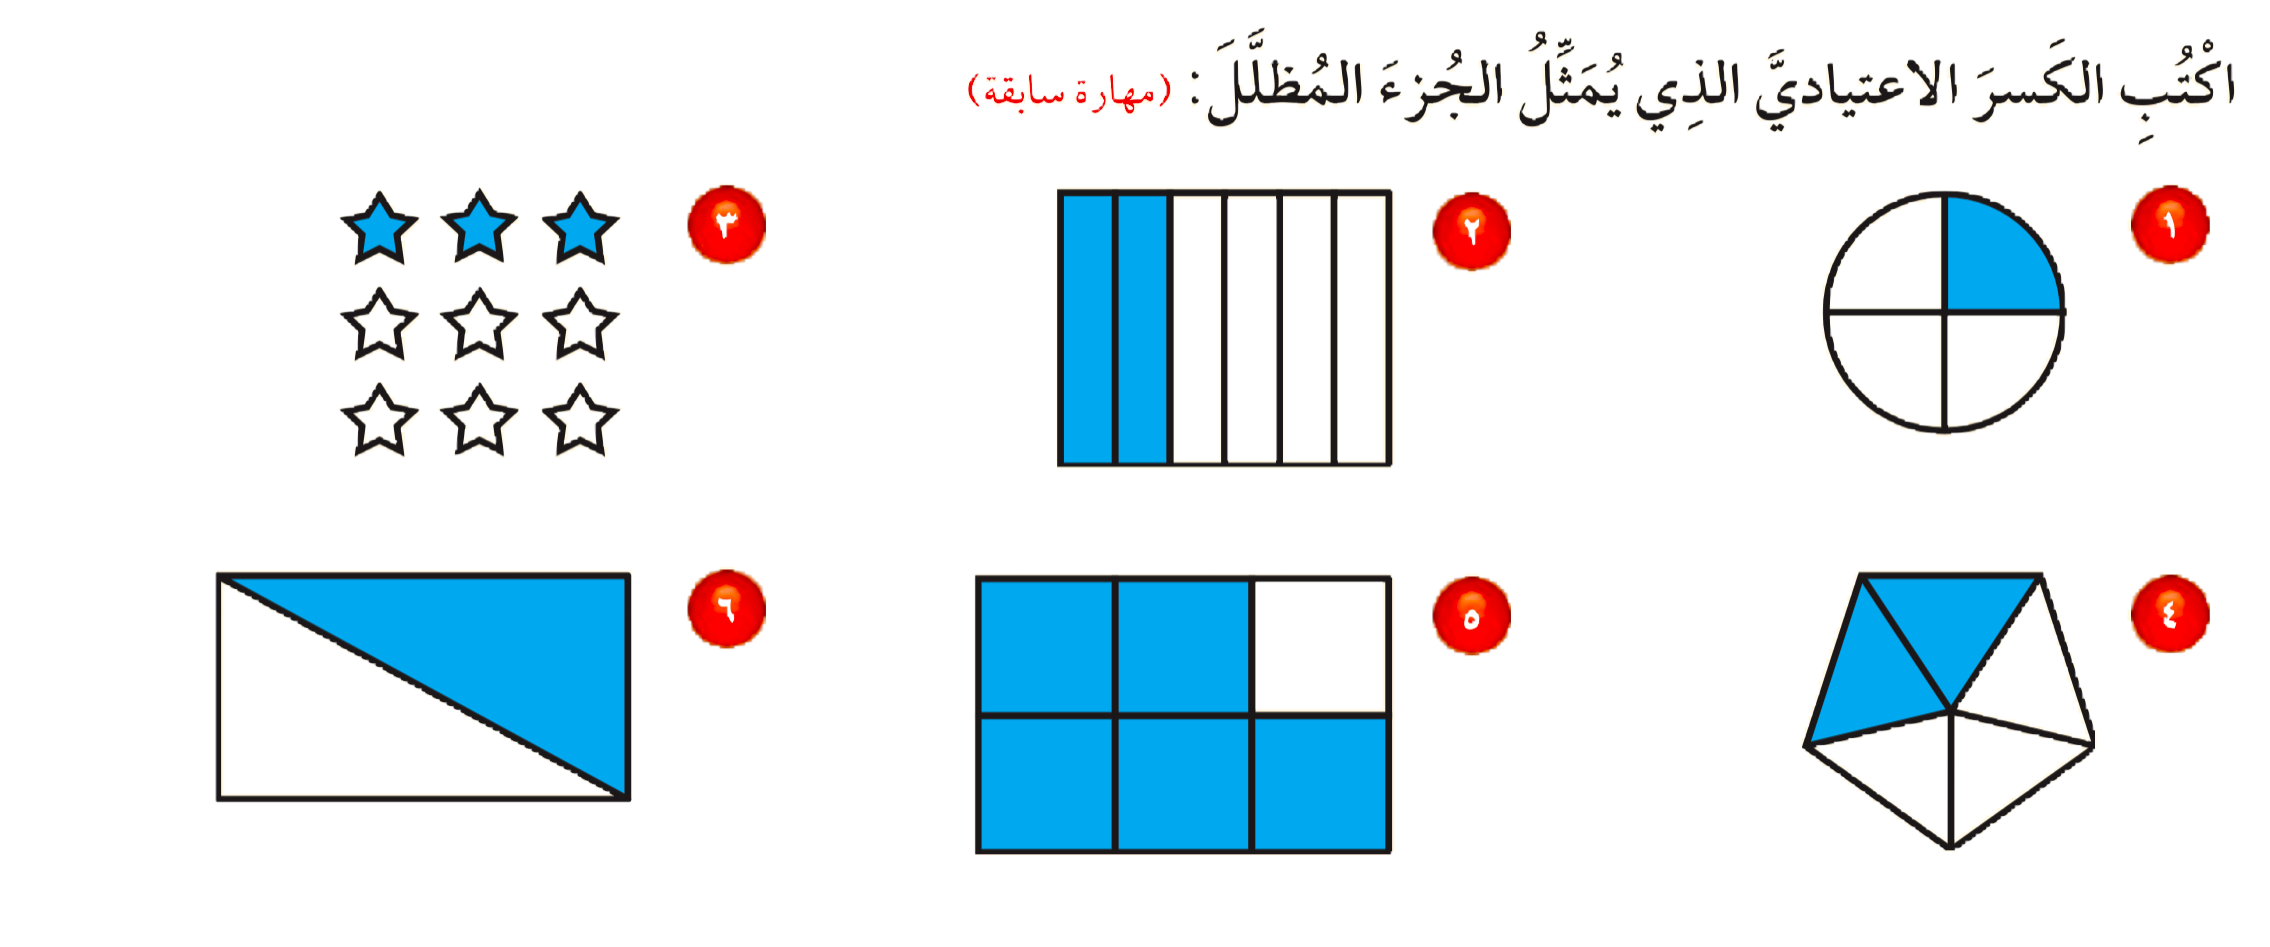 اكْتُبِ الكَسرَ الاعتياديَّ الذِي يُمَثِّلُ الجُزءَ المُظلَّلَ: (مهارة سابقة)
١ ٢ ٣
٤ ٥ ٦